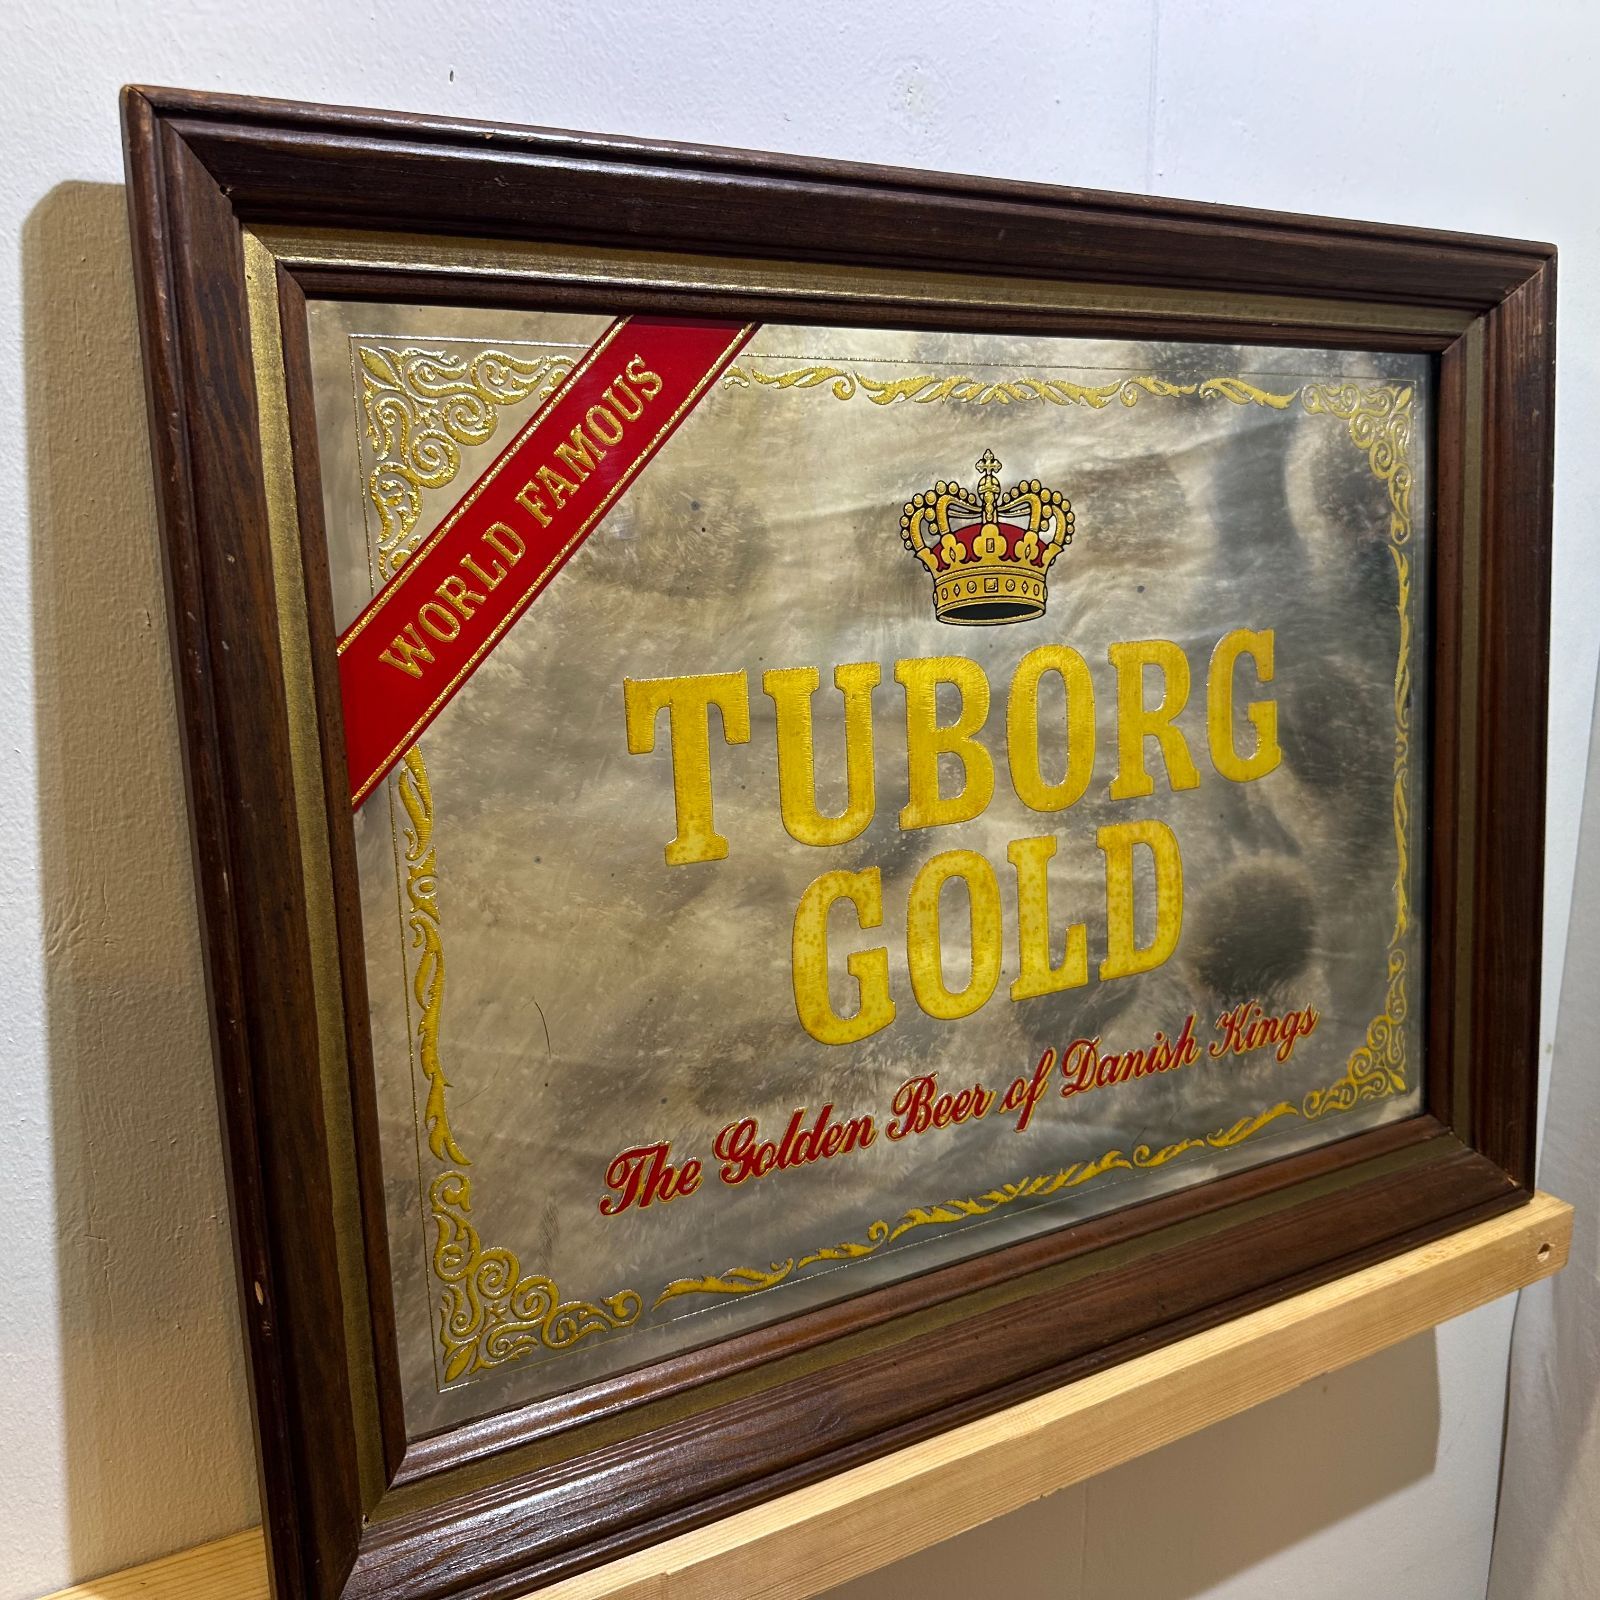 WORLD FAMOUS
TUBORG
GOLD
The Golden Beer of Danish Kings